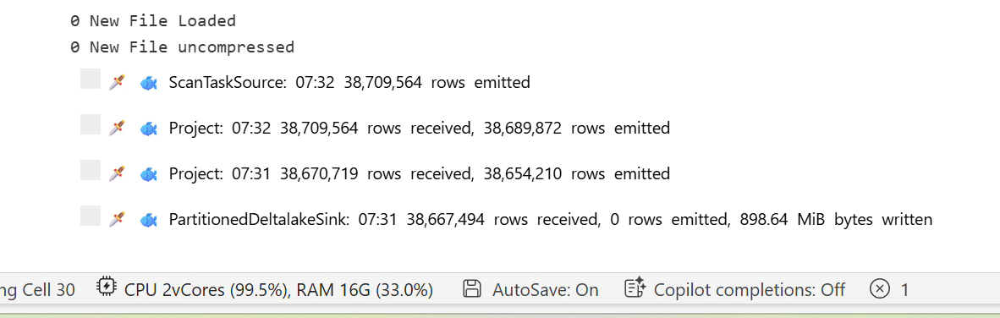 0 New File Loaded
0 New File uncompressed
🗡️ 🐟 ScanTaskSource: 07:32 38,709,564 rows emitted
🗡️ 🐟 Project: 07:32 38,709,564 rows received, 38,689,872 rows emitted
🗡️ 🐟 Project: 07:31 38,670,719 rows received, 38,654,210 rows emitted
🗡️ 🐟 PartitionedDeltalakeSink: 07:31 38,667,494 rows received, 0 rows emitted, 898.64 MiB bytes written
ng Cell 30 CPU 2vCores (99.5%), RAM 16G (33.0%) AutoSave: On Copilot completions: Off 1